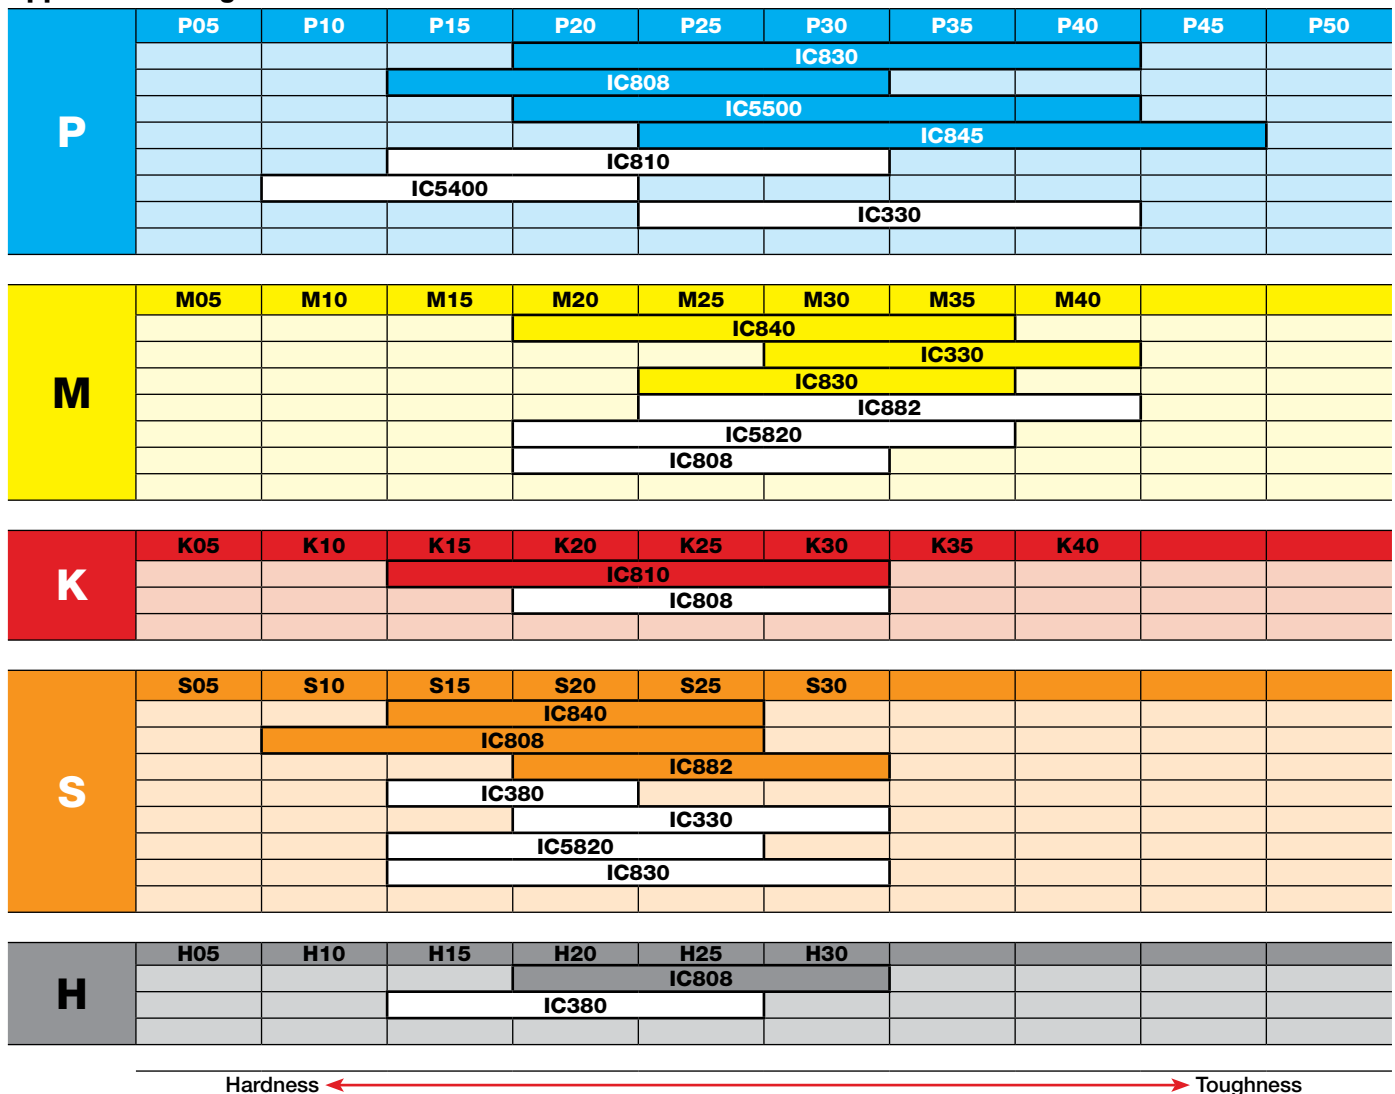 P05 P10 P15 P20 P25 P30 P35 P40 P45 P50
IC830
IC808
IC5500
P
IC845
IC810
IC5400
IC330
M05 M10 M15 M20 M25 M30 M35 M40
IC840
IC330
IC830
M
IC882
IC5820
IC808
K05 K10 K15 K20 K25 K30 K35 K40
K
IC810
IC808
S05 S10 S15 S20 S25 S30
IC840
IC808
IC882
S
IC380
IC330
IC5820
IC830
H05 H10 H15 H20 H25 H30
IC808
H
IC380
Hardness Toughness